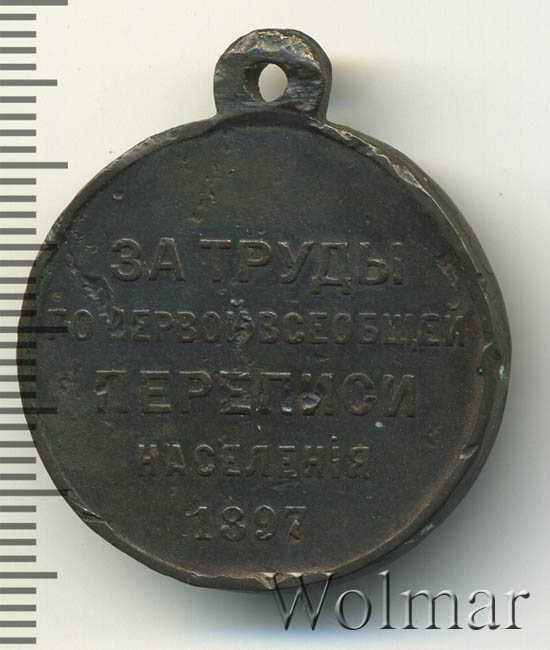 ЗА ТРУДЫ
ПО ПЕРВОЙ ВСЕОБЩЕЙ
ПЕРЕПИСИ
НАСЕЛЕНІЯ
1897
Wolmar